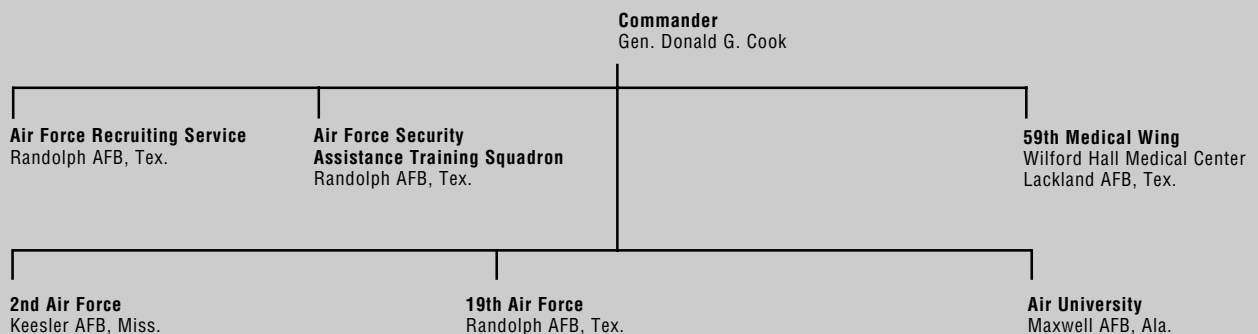 Commander
Gen. Donald G. Cook
Air Force Recruiting Service
Randolph AFB, Tex.
Air Force Security
Assistance Training Squadron
Randolph AFB, Tex.
59th Medical Wing
Wilford Hall Medical Center
Lackland AFB, Tex.
2nd Air Force
Keesler AFB, Miss.
19th Air Force
Randolph AFB, Tex.
Air University
Maxwell AFB, Ala.